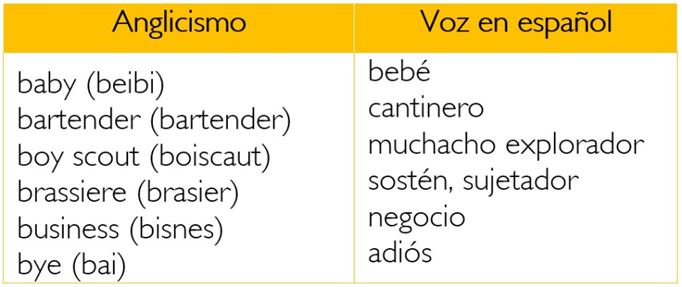 Anglicismo
Voz en español
baby (beibi)
bartender (bartender)
boy scout (boiscaut)
brassiere (brasier)
business (bisnes)
bye (bai)
bebé
cantinero
muchacho explorador
sostén, sujetador
negocio
adiós